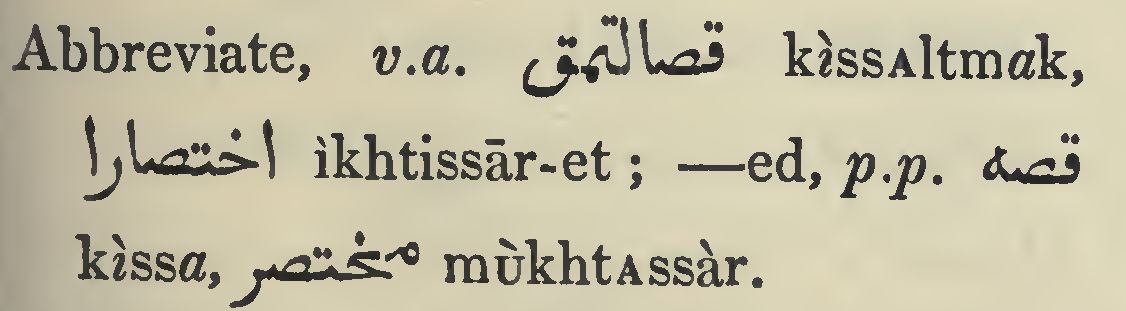 Abbreviate, v.a. قصالتمق kìssAltmak,
اختصارا ìkhtissār-et ; —ed, p.p. قصه
kìssa, مختصر mùkhtAssàr.